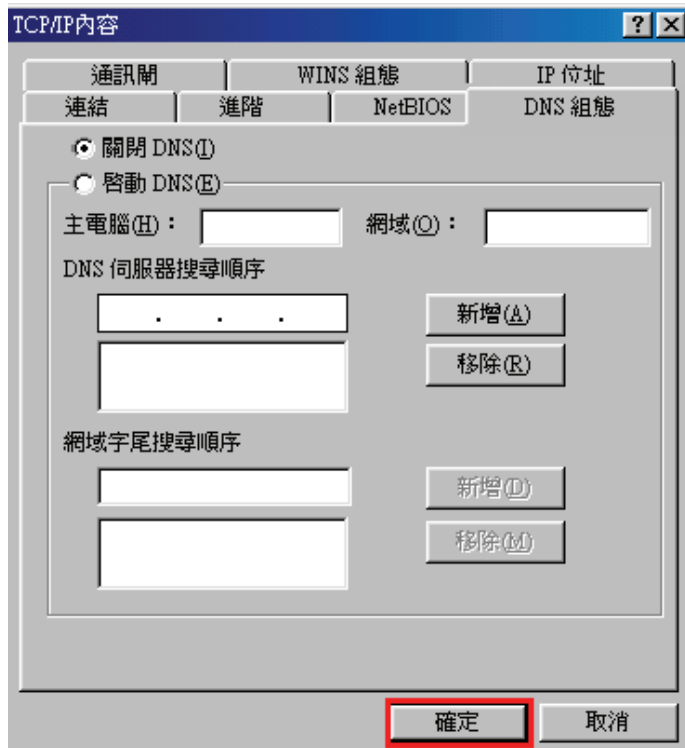 TCP/IP內容
通訊閘 WINS 組態 IP 位址
連結 進階 NetBIOS DNS 組態
關閉 DNS(I)
啓動 DNS(E)
主電腦(H)： 網域(O)：
DNS 伺服器搜尋順序
. . . 新增(A)
移除(R)
網域字尾搜尋順序
新增(D)
移除(M)
確定 取消